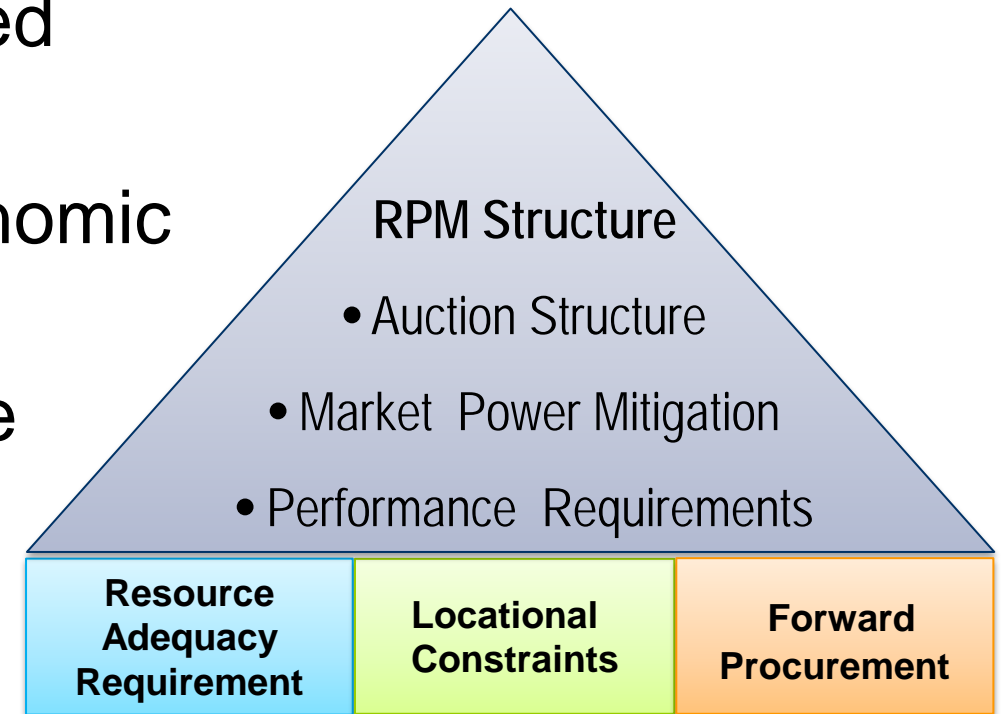 ed
nomic
e
RPM Structure
• Auction Structure
• Market Power Mitigation
• Performance Requirements
Resource
Adequacy
Requirement
Locational
Constraints
Forward
Procurement